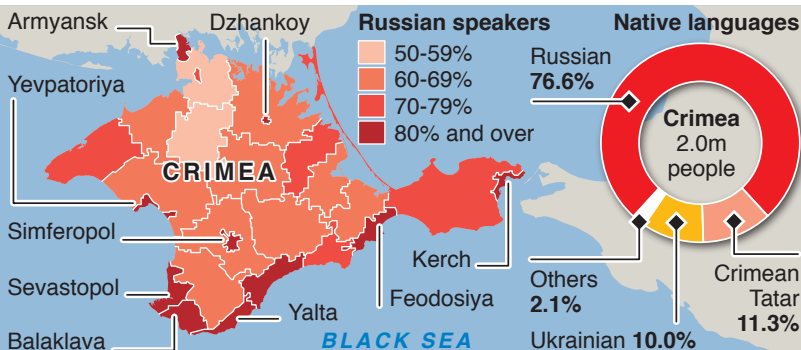 Armyansk
Dzhankoy
Yevpatoriya
CRIMEA
Simferopol
Sevastopol
Balaklava
Yalta
Feodosiya
Kerch
BLACK SEA
Russian speakers
50-59%
60-69%
70-79%
80% and over
Native languages
Russian
76.6%
Crimea
2.0m
people
Others
2.1%
Ukrainian 10.0%
Crimean
Tatar
11.3%